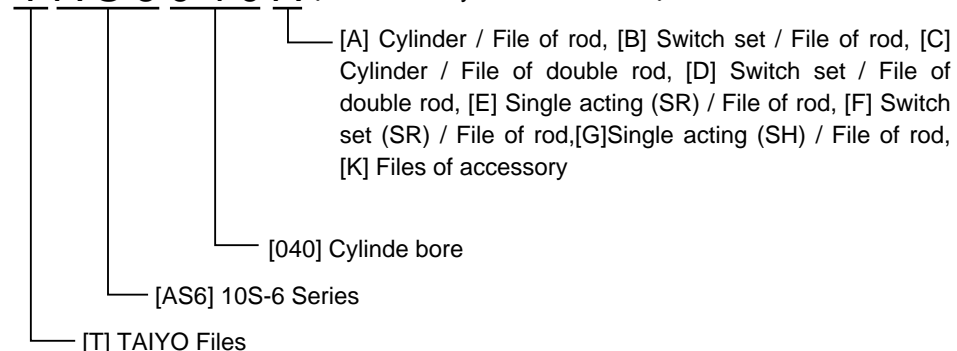 [A] Cylinder / File of rod, [B] Switch set / File of rod, [C]
Cylinder / File of double rod, [D] Switch set / File of
double rod, [E] Single acting (SR) / File of rod, [F] Switch
set (SR) / File of rod,[G]Single acting (SH) / File of rod,
[K] Files of accessory
[040] Cylinde bore
[AS6] 10S-6 Series
[T] TAIYO Files